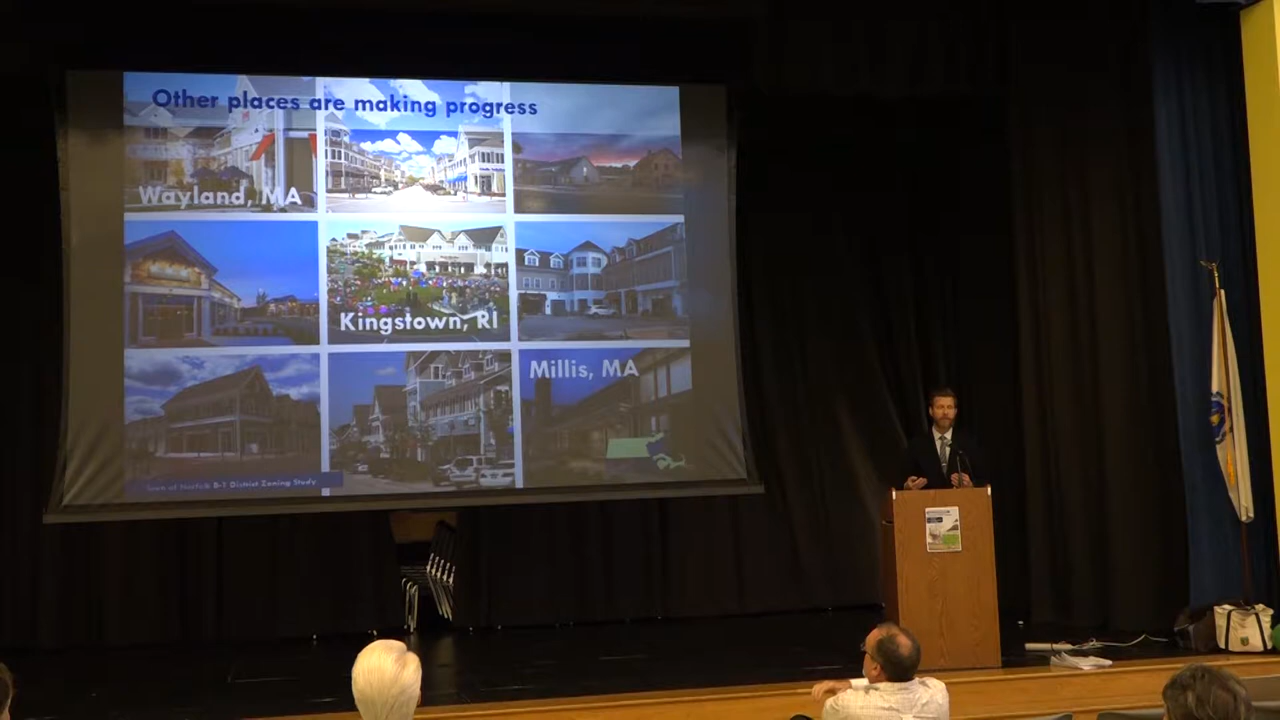 Other places are making progress
Wayland, MA
Kingstown, RI
Millis, MA
Town of Norfolk B-1 District Zoning Study